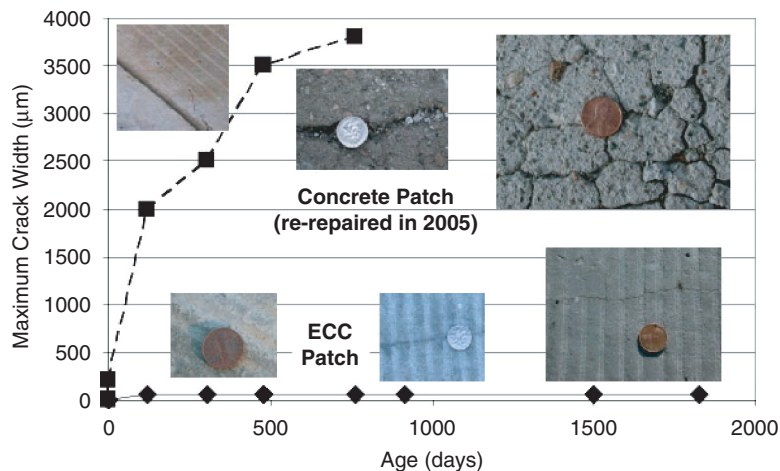 4000
3500
3000
2500
2000
1500
1000
500
0
Maximum Crack Width (μm)
Concrete Patch
(re-repaired in 2005)
ECC
Patch
0 500 1000 1500 2000
Age (days)